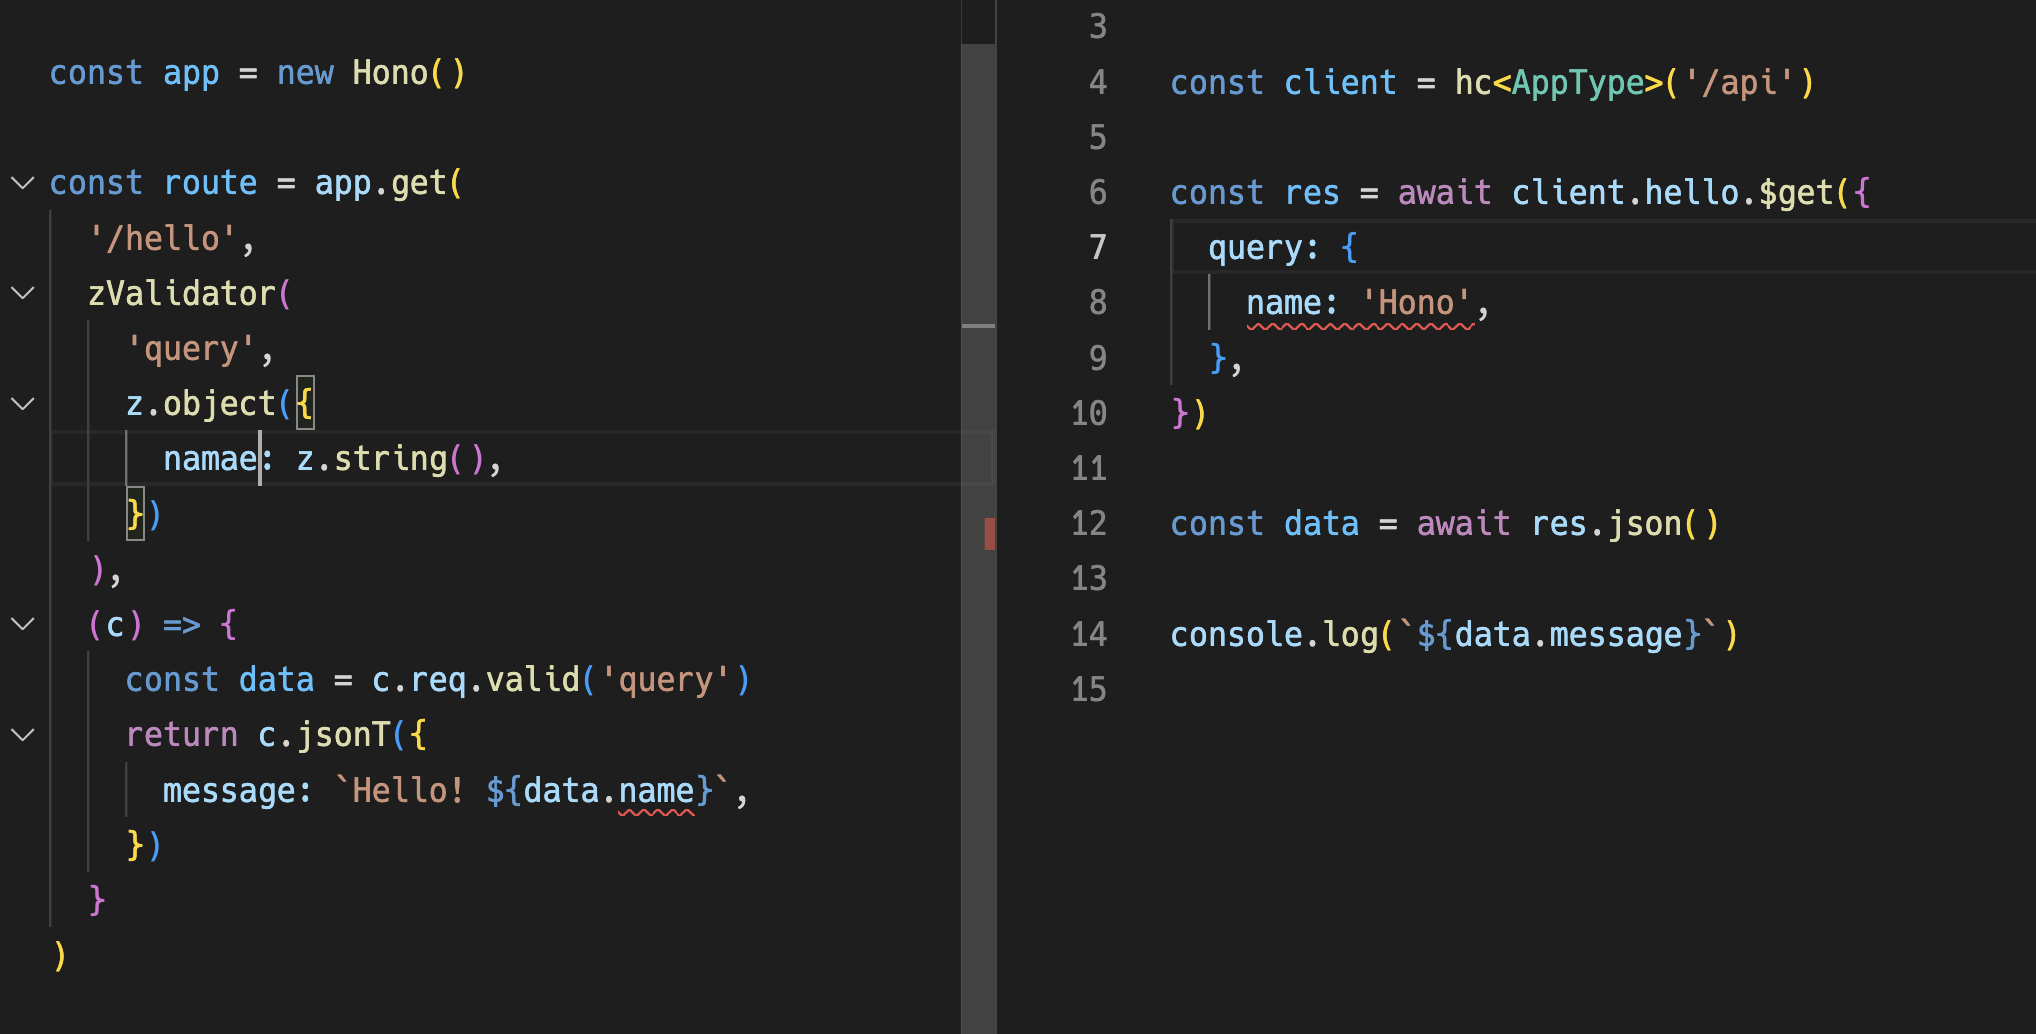 const app = new Hono()
const route = app.get(
'/hello',
zValidator(
'query',
z.object({
namae: z.string(),
})
),
(c) => {
const data = c.req.valid('query')
return c.jsonT({
message: `Hello! ${data.name}`,
})
}
)
3
4 const client = hc<AppType>('/api')
5
6 const res = await client.hello.$get({
7 query: {
8 name: 'Hono',
9 },
10 })
11
12 const data = await res.json()
13
14 console.log(`${data.message}`)
15